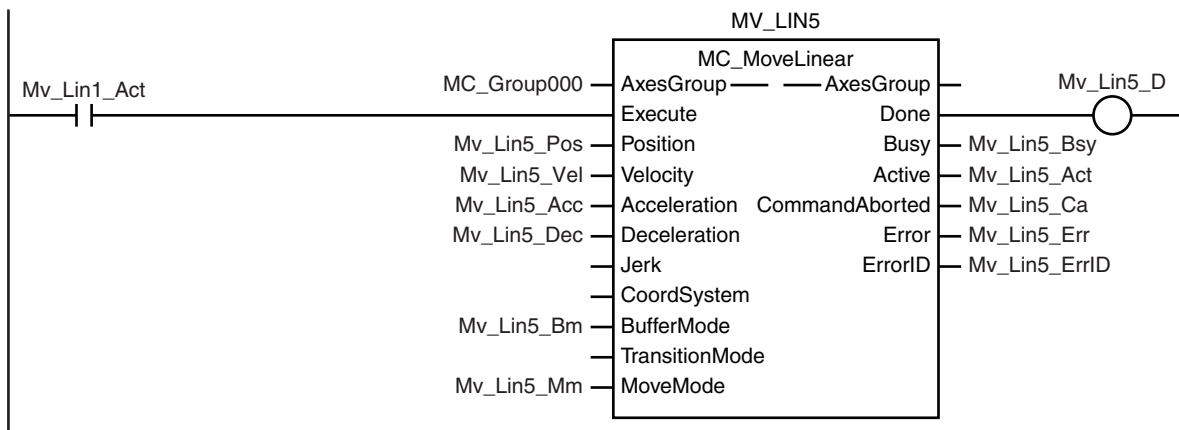 MV_LIN5
MC_MoveLinear
Mv_Lin1_Act
MC_Group000 AxesGroup AxesGroup Mv_Lin5_D
Execute Done
Mv_Lin5_Pos Position Busy Mv_Lin5_Bsy
Mv_Lin5_Vel Velocity Active Mv_Lin5_Act
Mv_Lin5_Acc Acceleration CommandAborted Mv_Lin5_Ca
Mv_Lin5_Dec Deceleration Error Mv_Lin5_Err
Jerk ErrorID Mv_Lin5_ErrID
CoordSystem
Mv_Lin5_Bm BufferMode
TransitionMode
Mv_Lin5_Mm MoveMode